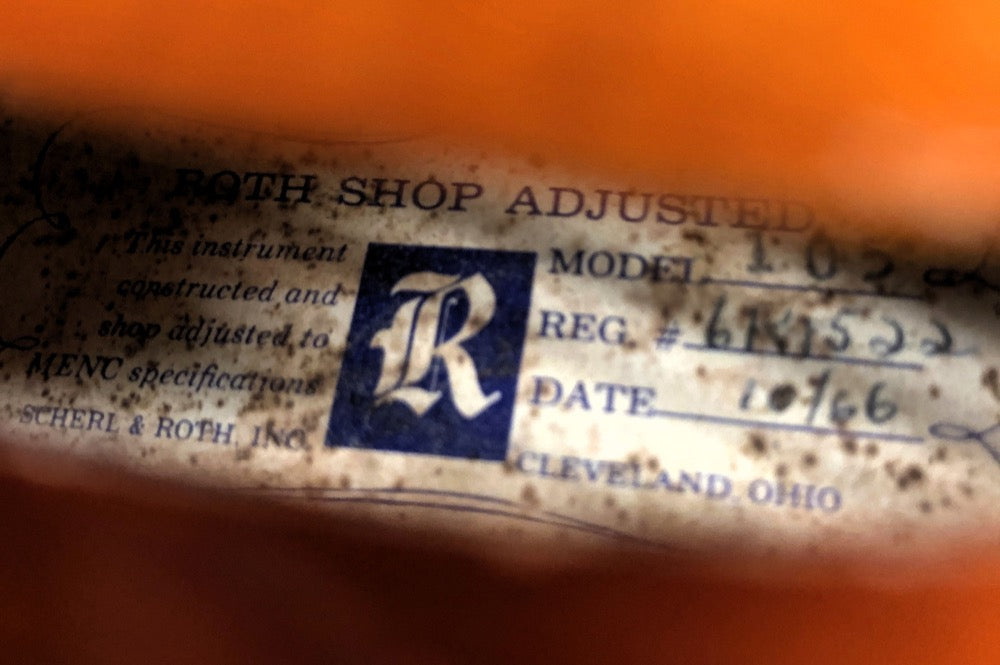 ROTH SHOP ADJUSTED
This instrument
constructed and
shop adjusted to
MENC specifications
SCHERL & ROTH, INC.
R
MODEL 102
REG. #
DATE 10/66
CLEVELAND, OHIO